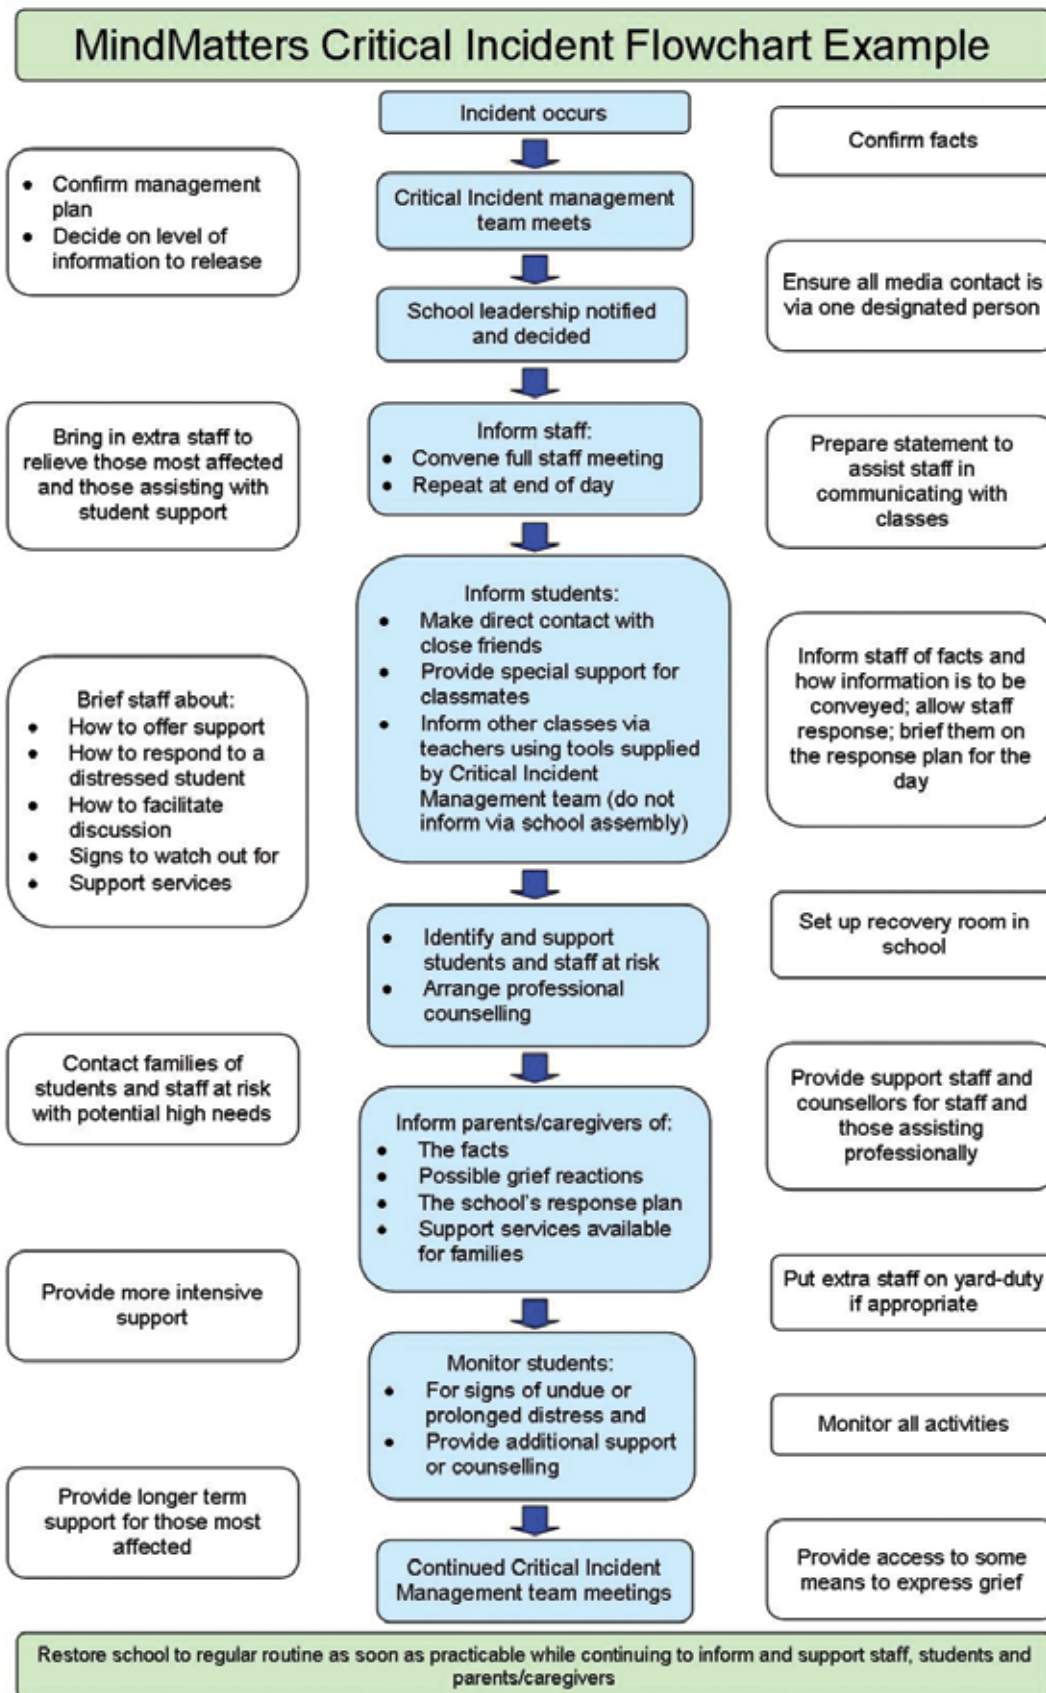 MindMatters Critical Incident Flowchart Example
Incident occurs
Confirm facts
• Confirm management
plan
• Decide on level of
information to release
Critical Incident management
team meets
Ensure all media contact is
via one designated person
School leadership notified
and decided
Bring in extra staff to
relieve those most affected
and those assisting with
student support
Inform staff:
• Convene full staff meeting
• Repeat at end of day
Prepare statement to
assist staff in
communicating with
classes
Inform students:
• Make direct contact with
close friends
• Provide special support for
classmates
• Inform other classes via
teachers using tools supplied
by Critical Incident
Management team (do not
inform via school assembly)
Brief staff about:
• How to offer support
• How to respond to a
distressed student
• How to facilitate
discussion
• Signs to watch out for
• Support services
Inform staff of facts and
how information is to be
conveyed; allow staff
response; brief them on
the response plan for the
day
• Identify and support
students and staff at risk
• Arrange professional
counselling
Set up recovery room in
school
Contact families of
students and staff at risk
with potential high needs
Inform parents/caregivers of:
• The facts
• Possible grief reactions
• The school's response plan
• Support services available
for families
Provide support staff and
counsellors for staff and
those assisting
professionally
Provide more intensive
support
Put extra staff on yard-duty
if appropriate
Monitor students:
• For signs of undue or
prolonged distress and
• Provide additional support
or counselling
Monitor all activities
Provide longer term
support for those most
affected
Continued Critical Incident
Management team meetings
Provide access to some
means to express grief
Restore school to regular routine as soon as practicable while continuing to inform and support staff, students and
parents/caregivers